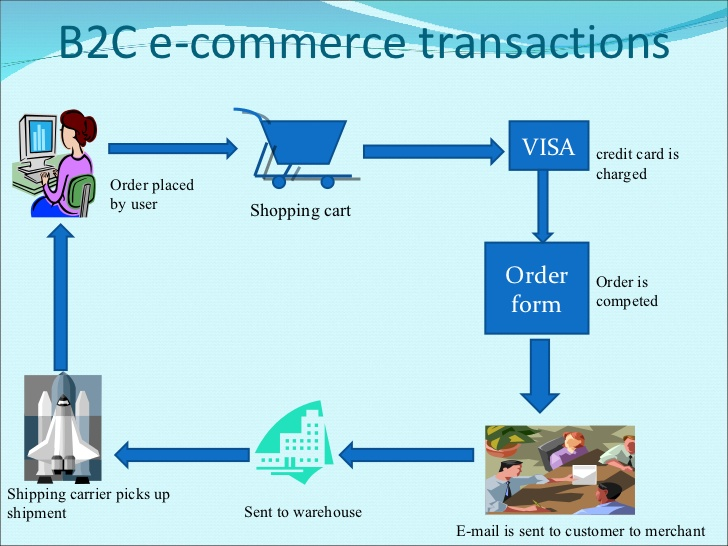 B2C e-commerce transactions
Order placed
by user
Shopping cart
VISA
credit card is
charged
Order
form
Order is
competed
E-mail is sent to customer to merchant
Sent to warehouse
Shipping carrier picks up
shipment